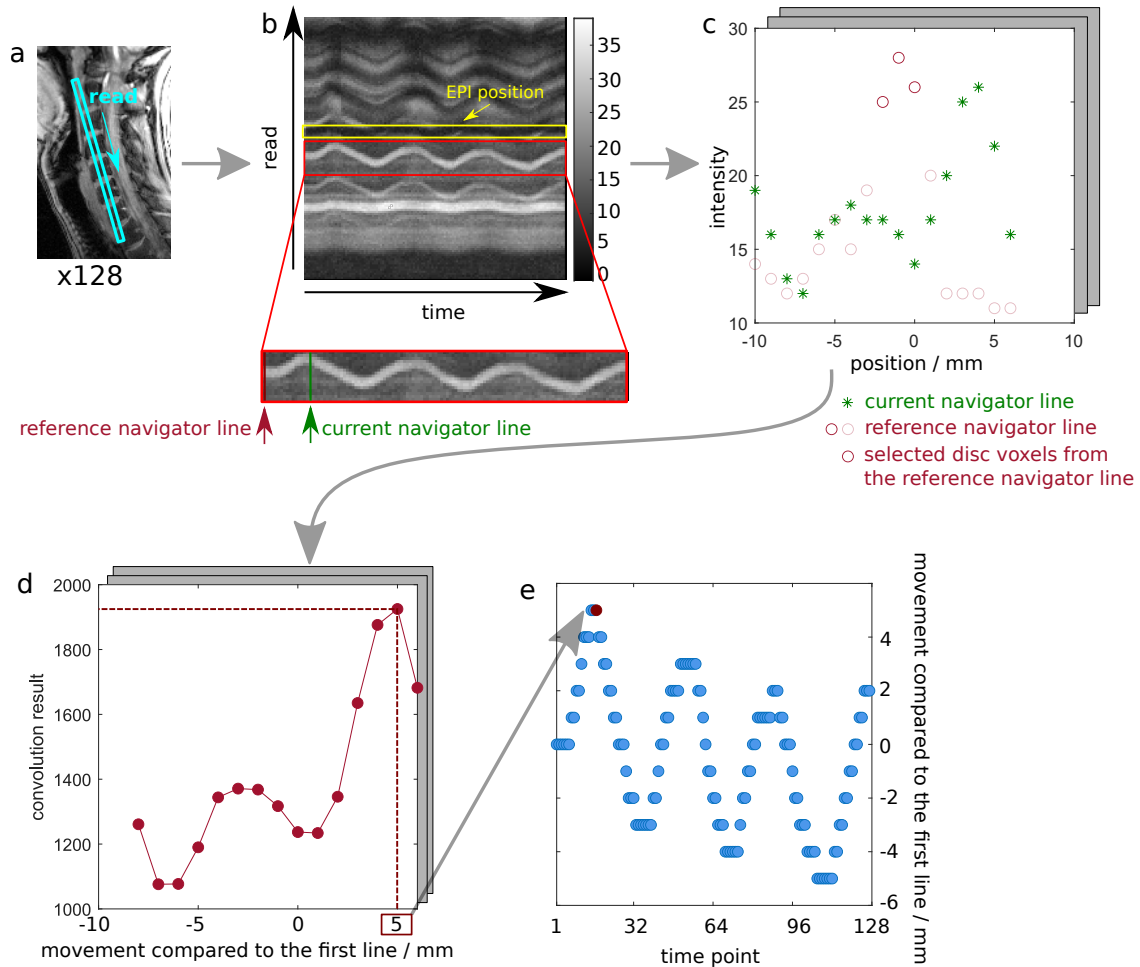 a
read
x128
b
read
EPI position
35
30
25
20
15
10
5
0
time
reference navigator line
current navigator line
c
intensity
30
25
20
15
10
-10
-5
0
5
10
position / mm
current navigator line
reference navigator line
selected disc voxels from
the reference navigator line
d
convolution result
2000
1800
1600
1400
1200
1000
-10
-5
0
5
movement compared to the first line / mm
e
4
2
0
-2
-4
-6
1
32
64
96
128
time point
movement compared to the first line / mm